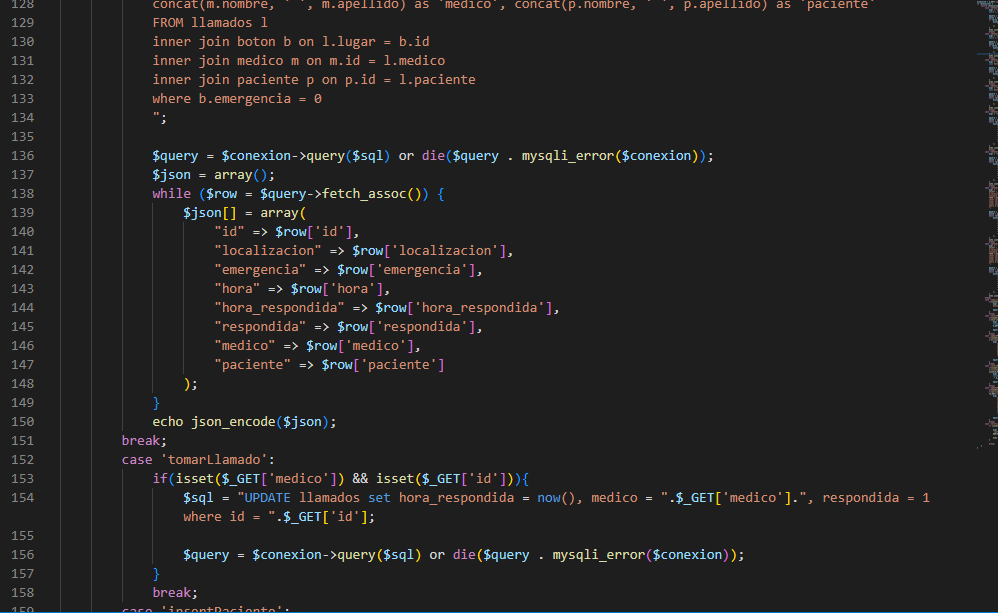 128 concat(m.nombre, ' ', m.apellido) as 'medico', concat(p.nombre, ' ', p.apellido) as 'paciente'
129 FROM llamados l
130 inner join boton b on l.lugar = b.id
131 inner join medico m on m.id = l.medico
132 inner join paciente p on p.id = l.paciente
133 where b.emergencia = 0
134 ";
135
136 $query = $conexion->query($sql) or die($query . mysqli_error($conexion));
137 $json = array();
138 while ($row = $query->fetch_assoc()) {
139 $json[] = array(
140 "id" => $row['id'],
141 "localizacion" => $row['localizacion'],
142 "emergencia" => $row['emergencia'],
143 "hora" => $row['hora'],
144 "hora_respondida" => $row['hora_respondida'],
145 "respondida" => $row['respondida'],
146 "medico" => $row['medico'],
147 "paciente" => $row['paciente']
148 );
149 }
150 echo json_encode($json);
151 break;
152 case 'tomarLlamado':
153 if(isset($_GET['medico']) && isset($_GET['id'])){
154 $sql = "UPDATE llamados set hora_respondida = now(), medico = ".$_GET['medico'].", respondida = 1
where id = ".$_GET['id'];
155
156 $query = $conexion->query($sql) or die($query . mysqli_error($conexion));
157 }
158 break;
159 case 'insertPaciente':